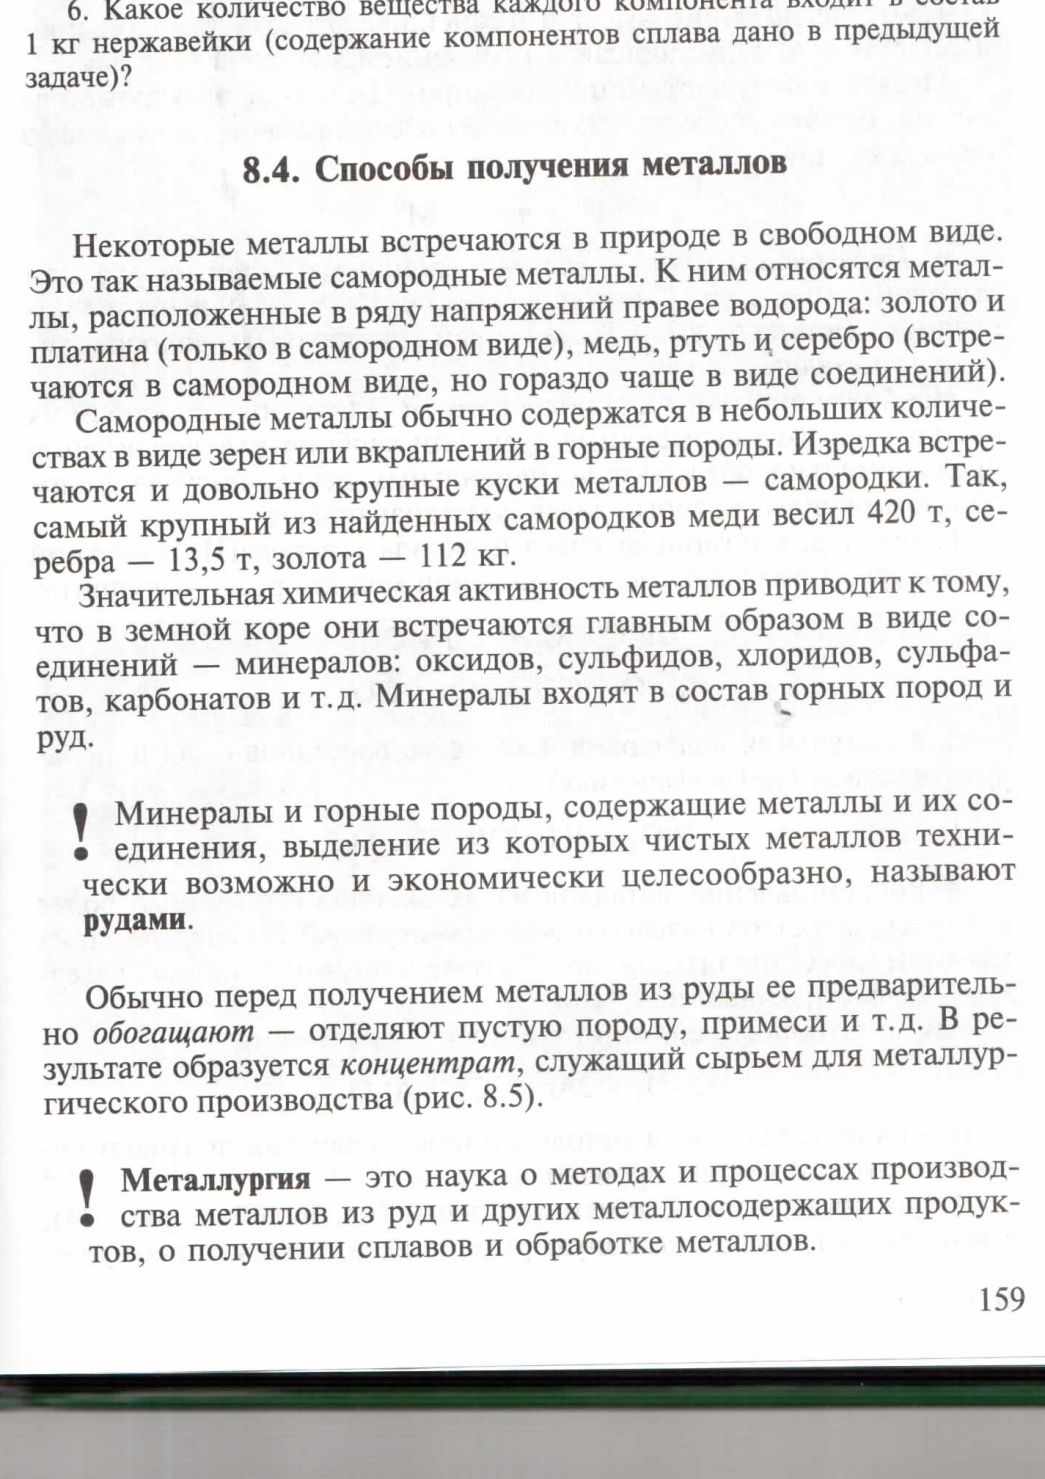 6. Какое количество вещества каждого компонента входит в состав
1 кг нержавейки (содержание компонентов сплава дано в предыдущей
задаче)?
8.4. Способы получения металлов
Некоторые металлы встречаются в природе в свободном виде.
Это так называемые самородные металлы. К ним относятся метал-
лы, расположенные в ряду напряжений правее водорода: золото и
платина (только в самородном виде), медь, ртуть и серебро (встре-
чаются в самородном виде, но гораздо чаще в виде соединений).
Самородные металлы обычно содержатся в небольших количе-
ствах в виде зерен или вкраплений в горные породы. Изредка встре-
чаются и довольно крупные куски металлов — самородки. Так,
самый крупный из найденных самородков меди весил 420 т, се-
ребра — 13,5 т, золота — 112 кг.
Значительная химическая активность металлов приводит к тому,
что в земной коре они встречаются главным образом в виде со-
единений — минералов: оксидов, сульфидов, хлоридов, сульфа-
тов, карбонатов и т.д. Минералы входят в состав горных пород и
руд.
! Минералы и горные породы, содержащие металлы и их со-
единения, выделение из которых чистых металлов техни-
чески возможно и экономически целесообразно, называют
рудами.
Обычно перед получением металлов из руды ее предваритель-
но обогащают — отделяют пустую породу, примеси и т.д. В ре-
зультате образуется концентрат, служащий сырьем для металлур-
гического производства (рис. 8.5).
! Металлургия — это наука о методах и процессах производ-
ства металлов из руд и других металлосодержащих продук-
тов, о получении сплавов и обработке металлов.
159